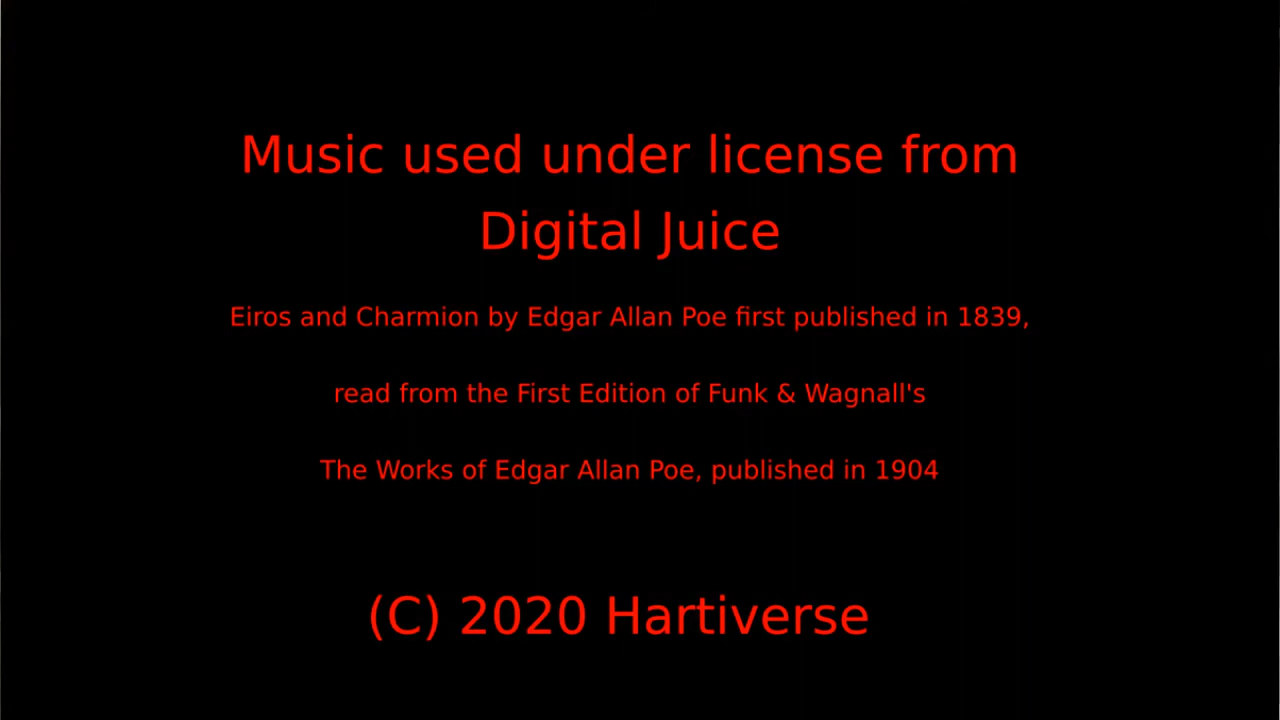 Music used under license from
Digital Juice
Eiros and Charmion by Edgar Allan Poe first published in 1839,
read from the First Edition of Funk & Wagnall's
The Works of Edgar Allan Poe, published in 1904
(C) 2020 Hartiverse